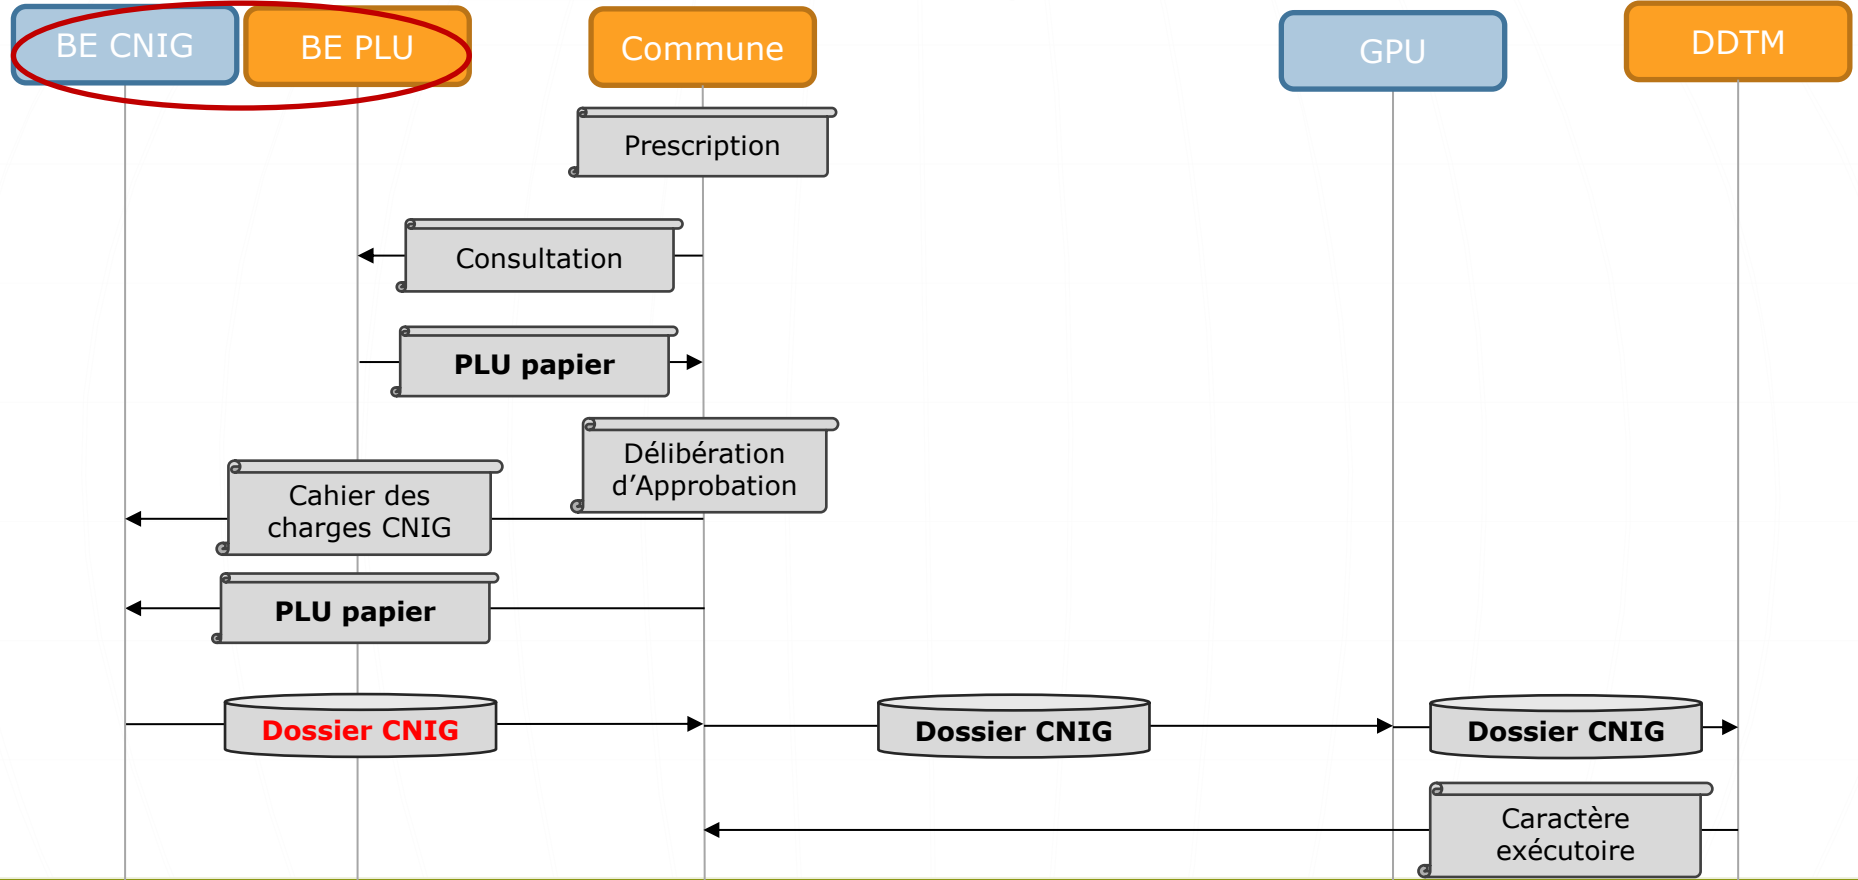 BE CNIG
BE PLU
Commune
GPU
DDTM
Prescription
Consultation
PLU papier
Délibération
d’Approbation
Cahier des
charges CNIG
PLU papier
Dossier CNIG
Dossier CNIG
Dossier CNIG
Caractère
exécutoire